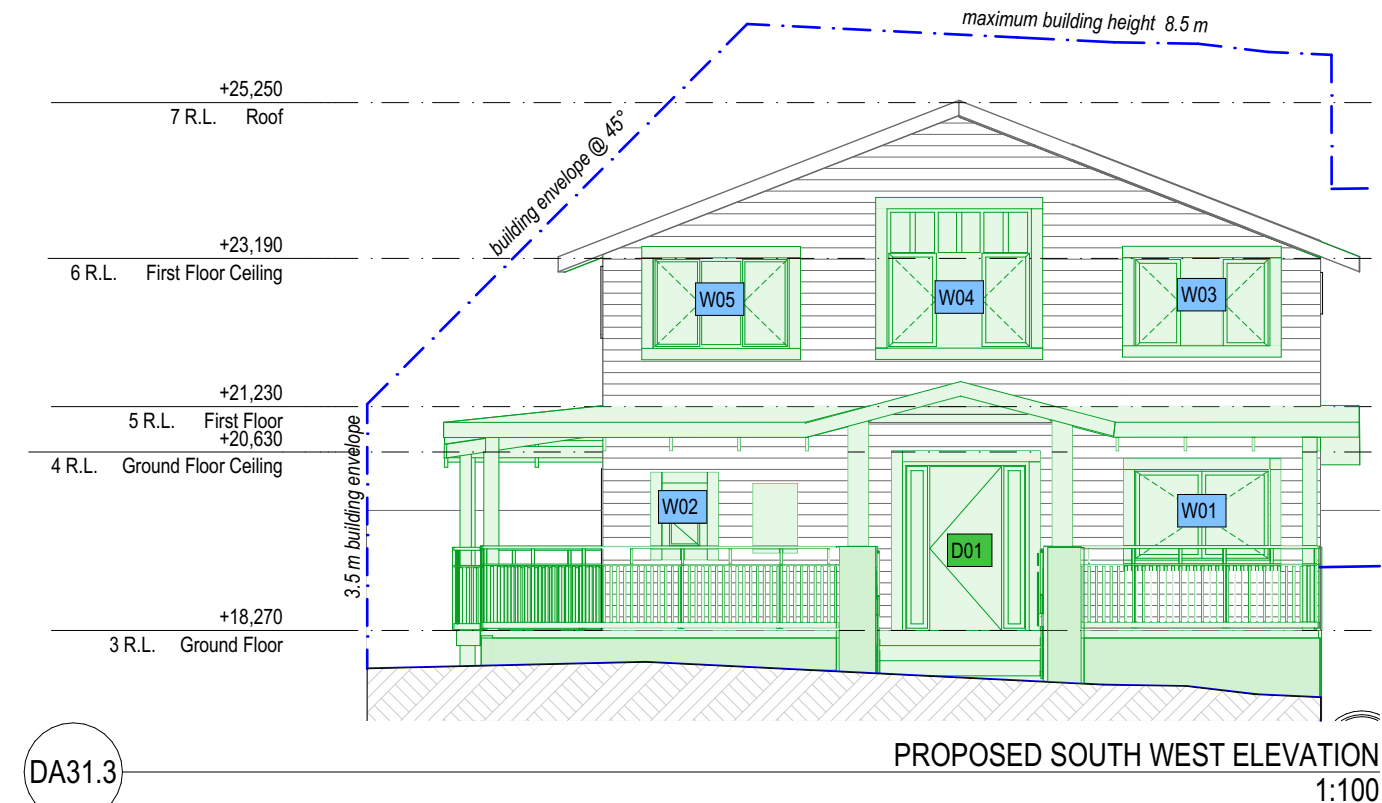 maximum building height 8.5 m
+25,250
7 R.L. Roof
building envelope @ 45°
+23,190
6 R.L. First Floor Ceiling
W05
W04
W03
+21,230
5 R.L. First Floor
+20,630
4 R.L. Ground Floor Ceiling
3.5 m building envelope
W02
W01
D01
+18,270
3 R.L. Ground Floor
DA31.3
PROPOSED SOUTH WEST ELEVATION
1:100